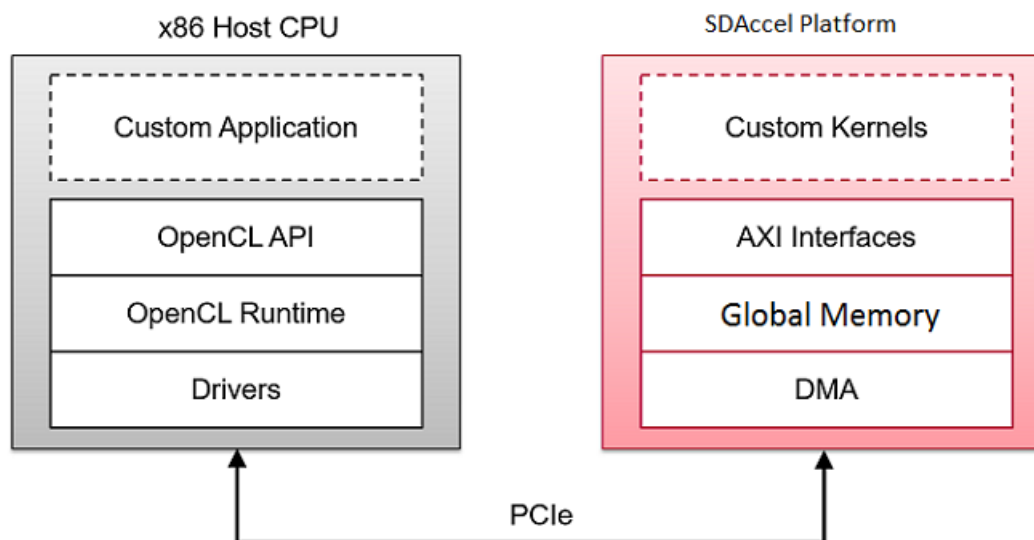 x86 Host CPU
Custom Application
OpenCL API
OpenCL Runtime
Drivers
SDAccel Platform
Custom Kernels
AXI Interfaces
Global Memory
DMA
PCIe